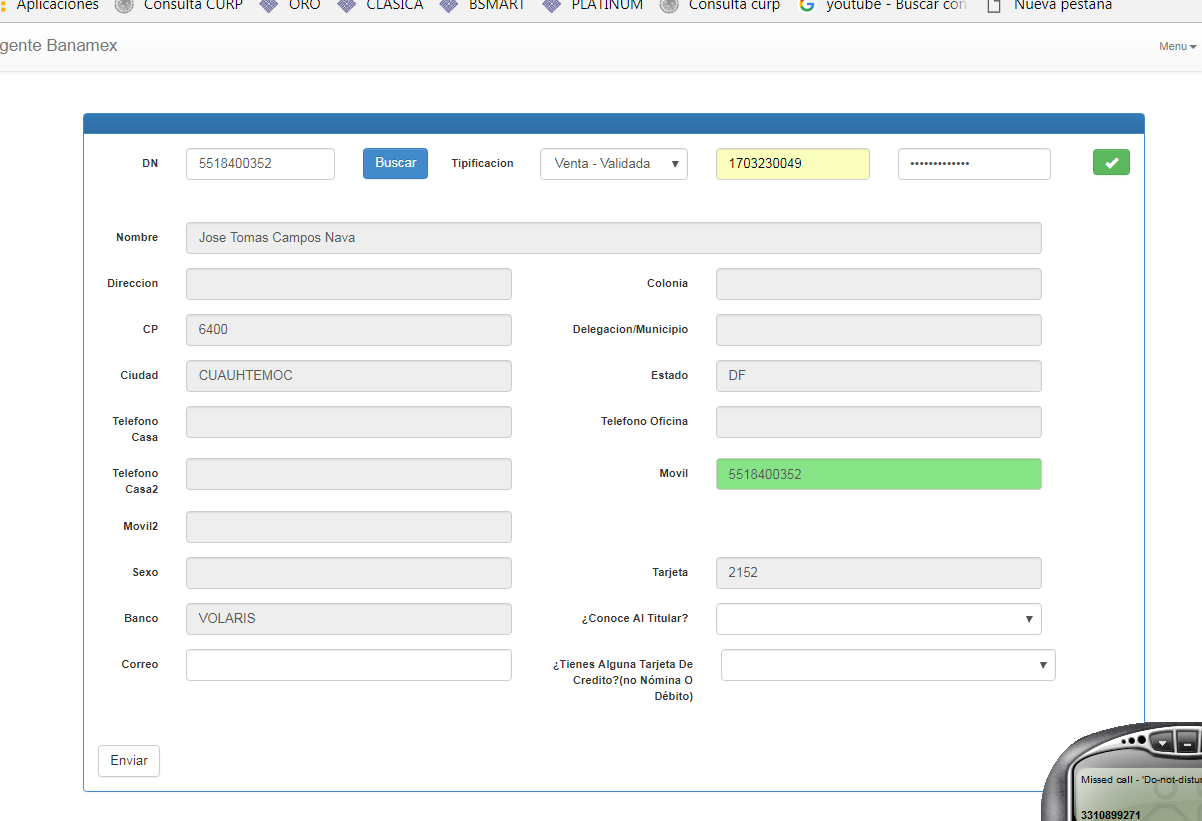 Aplicaciones Consulta CURP ORO CLASICA BSMART PLATINUM Consulta curp youtube - Buscar con Nueva pestaña
gente Banamex Menu
DN 5518400352 Buscar Tipificacion Venta - Validada 1703230049 •••••••••••••
Nombre Jose Tomas Campos Nava
Direccion Colonia
CP 6400 Delegacion/Municipio
Ciudad CUAUHTEMOC Estado DF
Telefono Casa Telefono Oficina
Telefono Casa2 Movil 5518400352
Movil2
Sexo Tarjeta 2152
Banco VOLARIS ¿Conoce Al Titular?
Correo ¿Tienes Alguna Tarjeta De
Credito?(no Nómina O
Débito)
Enviar
Missed call - 'Do-not-distur
3310899271